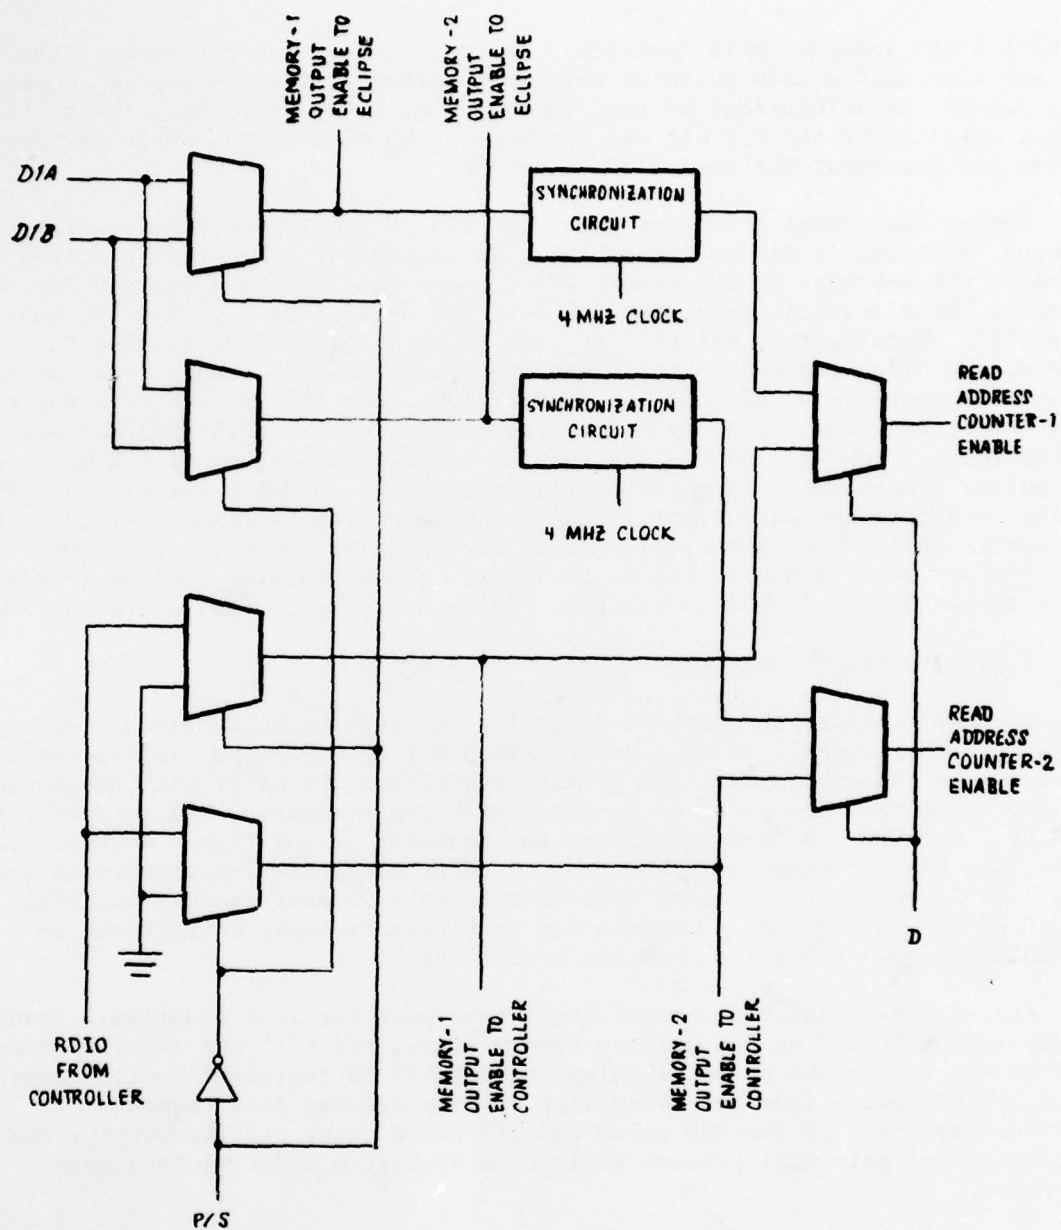 MEMORY-1
OUTPUT
ENABLE TO
ECLIPSE
MEMORY-2
OUTPUT
ENABLE TO
ECLIPSE
D1A
D1B
SYNCHRONIZATION
CIRCUIT
4 MHZ CLOCK
SYNCHRONIZATION
CIRCUIT
4 MHZ CLOCK
READ
ADDRESS
COUNTER-1
ENABLE
READ
ADDRESS
COUNTER-2
ENABLE
D
RDIO
FROM
CONTROLLER
MEMORY-1
OUTPUT
ENABLE TO
CONTROLLER
MEMORY-2
OUTPUT
ENABLE TO
CONTROLLER
P/S